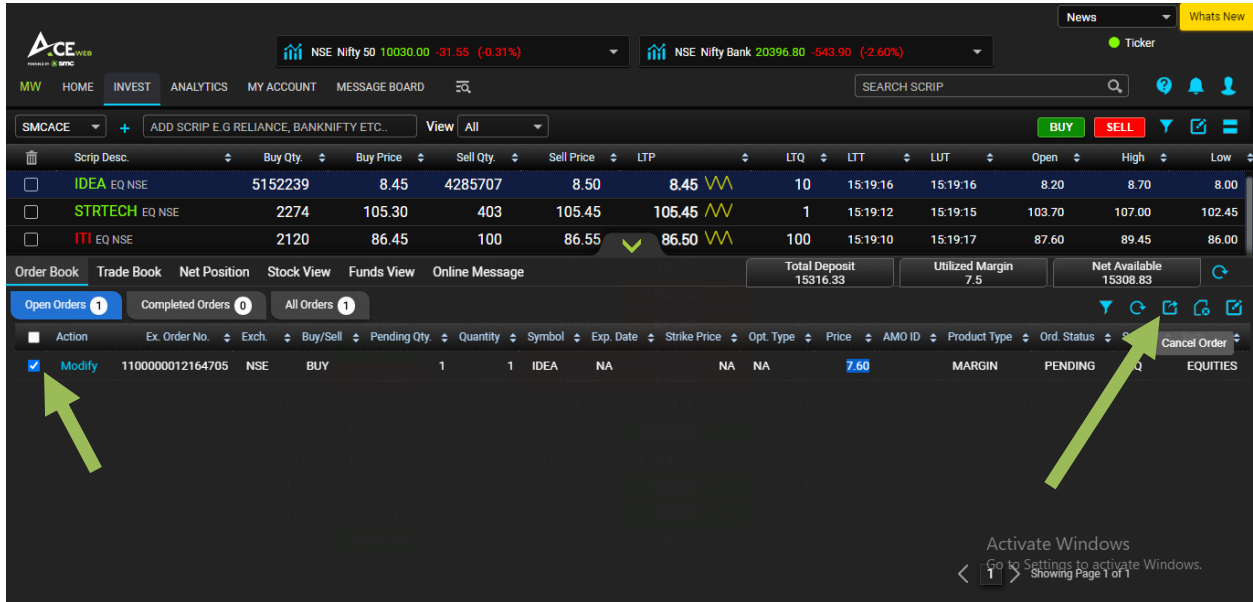 News Whats New
ACE WEB
POWERED BY smc
NSE Nifty 50 10030.00 -31.55 (-0.31%) NSE Nifty Bank 20396.80 -543.90 (-2.60%) Ticker
MW HOME INVEST ANALYTICS MY ACCOUNT MESSAGE BOARD SEARCH SCRIP
SMCACE + ADD SCRIP E.G RELIANCE, BANKNIFTY ETC.. View All BUY SELL
Scrip Desc. Buy Qty. Buy Price Sell Qty. Sell Price LTP LTQ LTT LUT Open High Low
IDEA EQ NSE 5152239 8.45 4285707 8.50 8.45 10 15:19:16 15:19:16 8.20 8.70 8.00
STRTECH EQ NSE 2274 105.30 403 105.45 105.45 1 15:19:12 15:19:15 103.70 107.00 102.45
ITI EQ NSE 2120 86.45 100 86.55 86.50 100 15:19:10 15:19:17 87.60 89.45 86.00
Order Book Trade Book Net Position Stock View Funds View Online Message Total Deposit Utilized Margin Net Available
15316.33 7.5 15308.83
Open Orders 1 Completed Orders 0 All Orders 1
Action Ex. Order No. Exch. Buy/Sell Pending Qty. Quantity Symbol Exp. Date Strike Price Opt. Type Price AMO ID Product Type Ord. Status Cancel Order
Modify 1100000012164705 NSE BUY 1 1 IDEA NA NA NA 7.60 MARGIN PENDING EQUITIES
Activate Windows
Go to Settings to activate Windows.
< 1 > Showing Page 1 of 1